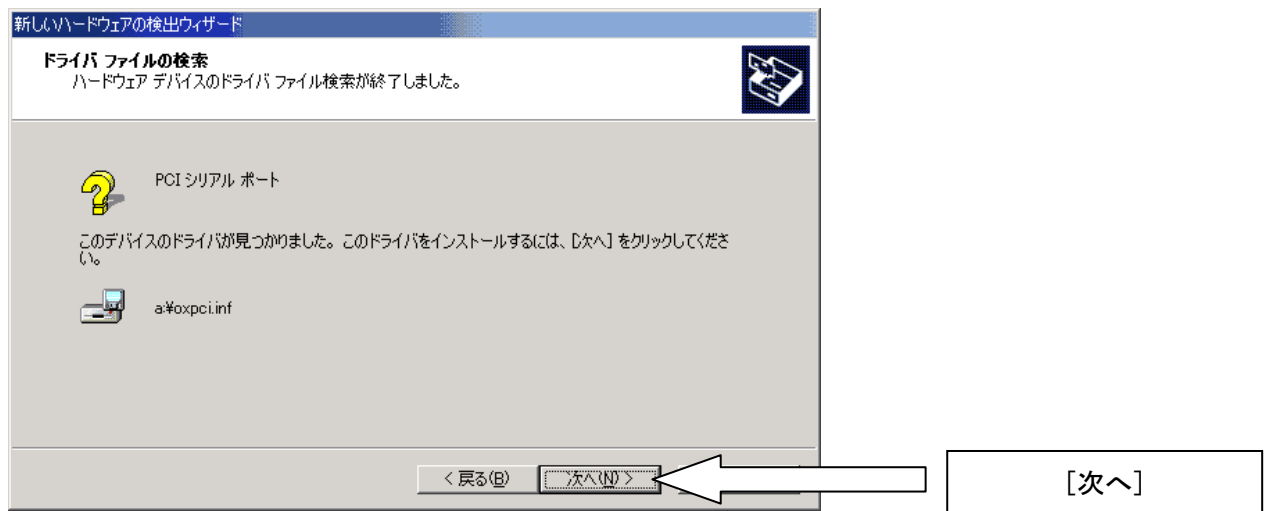 新しいハードウェアの検出ウィザード
ドライバ ファイルの検索
ハードウェア デバイスのドライバ ファイル検索が終了しました。
PCI シリアル ポート
このデバイスのドライバが見つかりました。このドライバをインストールするには、[次へ] をクリックしてくださ
い。
a:¥oxpci.inf
< 戻る(B)
次へ(N) >
[次へ]